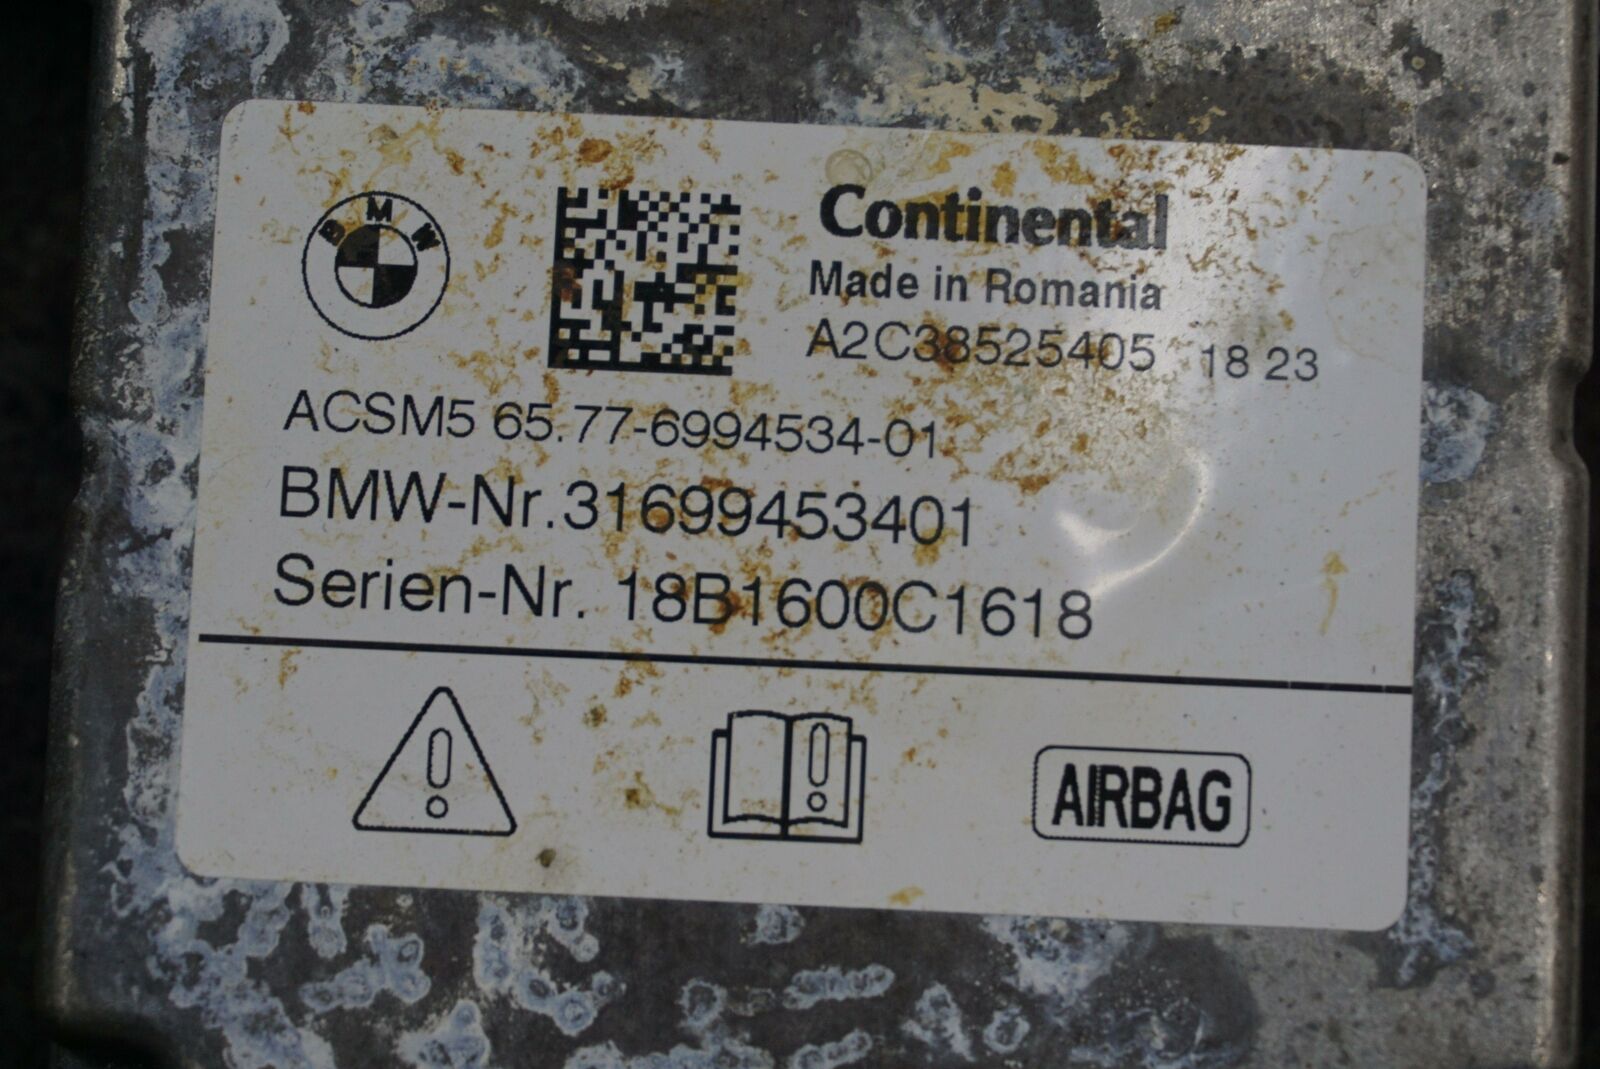 BMW
Continental
Made in Romania
A2C38525405 18 23
ACSM5 65.77-6994534-01
BMW-Nr.31699453401
Serien-Nr. 18B1600C1618
AIRBAG